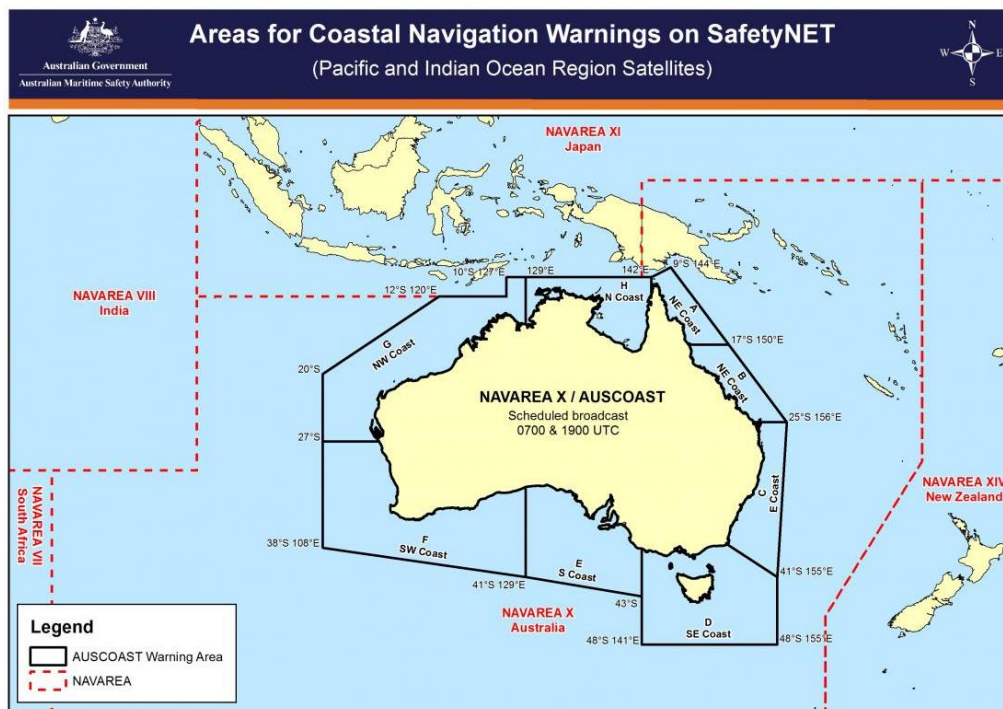 Australian Government
Australian Maritime Safety Authority
Areas for Coastal Navigation Warnings on SafetyNET
(Pacific and Indian Ocean Region Satellites)
N
W
E
S
NAVAREA XI
Japan
9°S 144°E
10°S 127°E
129°E
142°E
H
N Coast
12°S 120°E
NAVAREA VIII
India
A
NE Coast
G
NW Coast
17°S 150°E
B
NE Coast
20°S
NAVAREA X / AUSCOAST
Scheduled broadcast
0700 & 1900 UTC
25°S 156°E
27°S
C
E Coast
NAVAREA XIV
New Zealand
NAVAREA VII
South Africa
38°S 108°E
F
SW Coast
E
S Coast
41°S 129°E
41°S 155°E
43°S
NAVAREA X
Australia
D
SE Coast
48°S 141°E
48°S 155°E
Legend
AUSCOAST Warning Area
NAVAREA